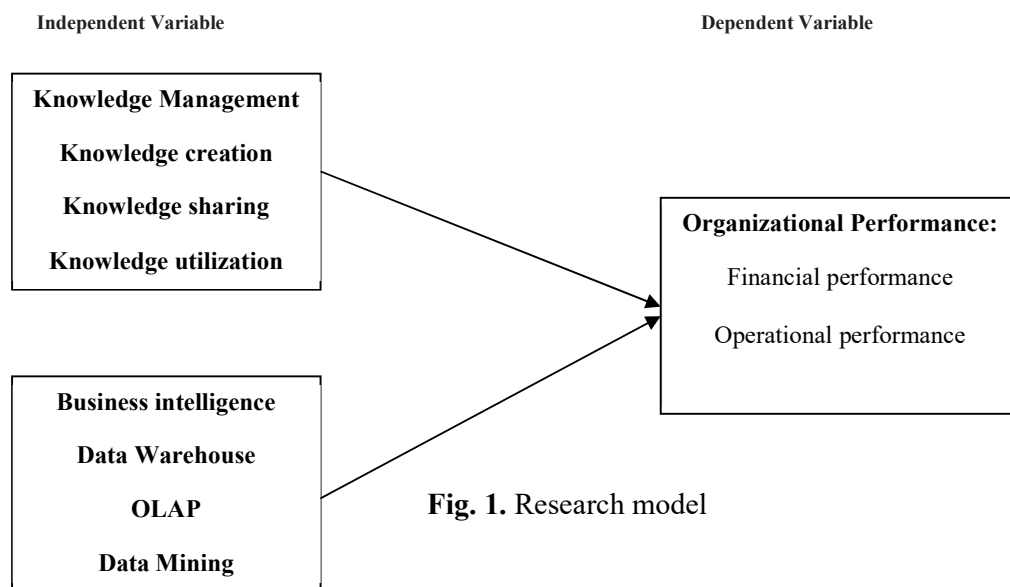 Independent Variable
Dependent Variable
Knowledge Management
Knowledge creation
Knowledge sharing
Knowledge utilization
Organizational Performance:
Financial performance
Operational performance
Business intelligence
Data Warehouse
OLAP
Data Mining
Fig. 1. Research model